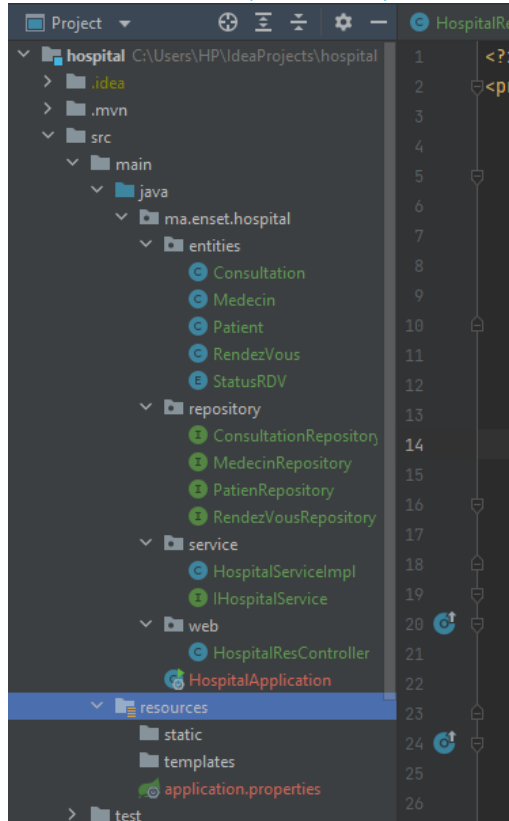 Project
HospitalRe
hospital C:\Users\HP\IdeaProjects\hospital
.idea
.mvn
src
main
java
ma.enset.hospital
entities
Consultation
Medecin
Patient
RendezVous
StatusRDV
repository
ConsultationRepository
MedecinRepository
PatienRepository
RendezVousRepository
service
HospitalServiceImpl
IHospitalService
web
HospitalResController
HospitalApplication
resources
static
templates
application.properties
test
1 <?
2 <pr
3
4
5
6
7
8
9
10
11
12
13
14
15
16
17
18
19
20
21
22
23
24
25
26